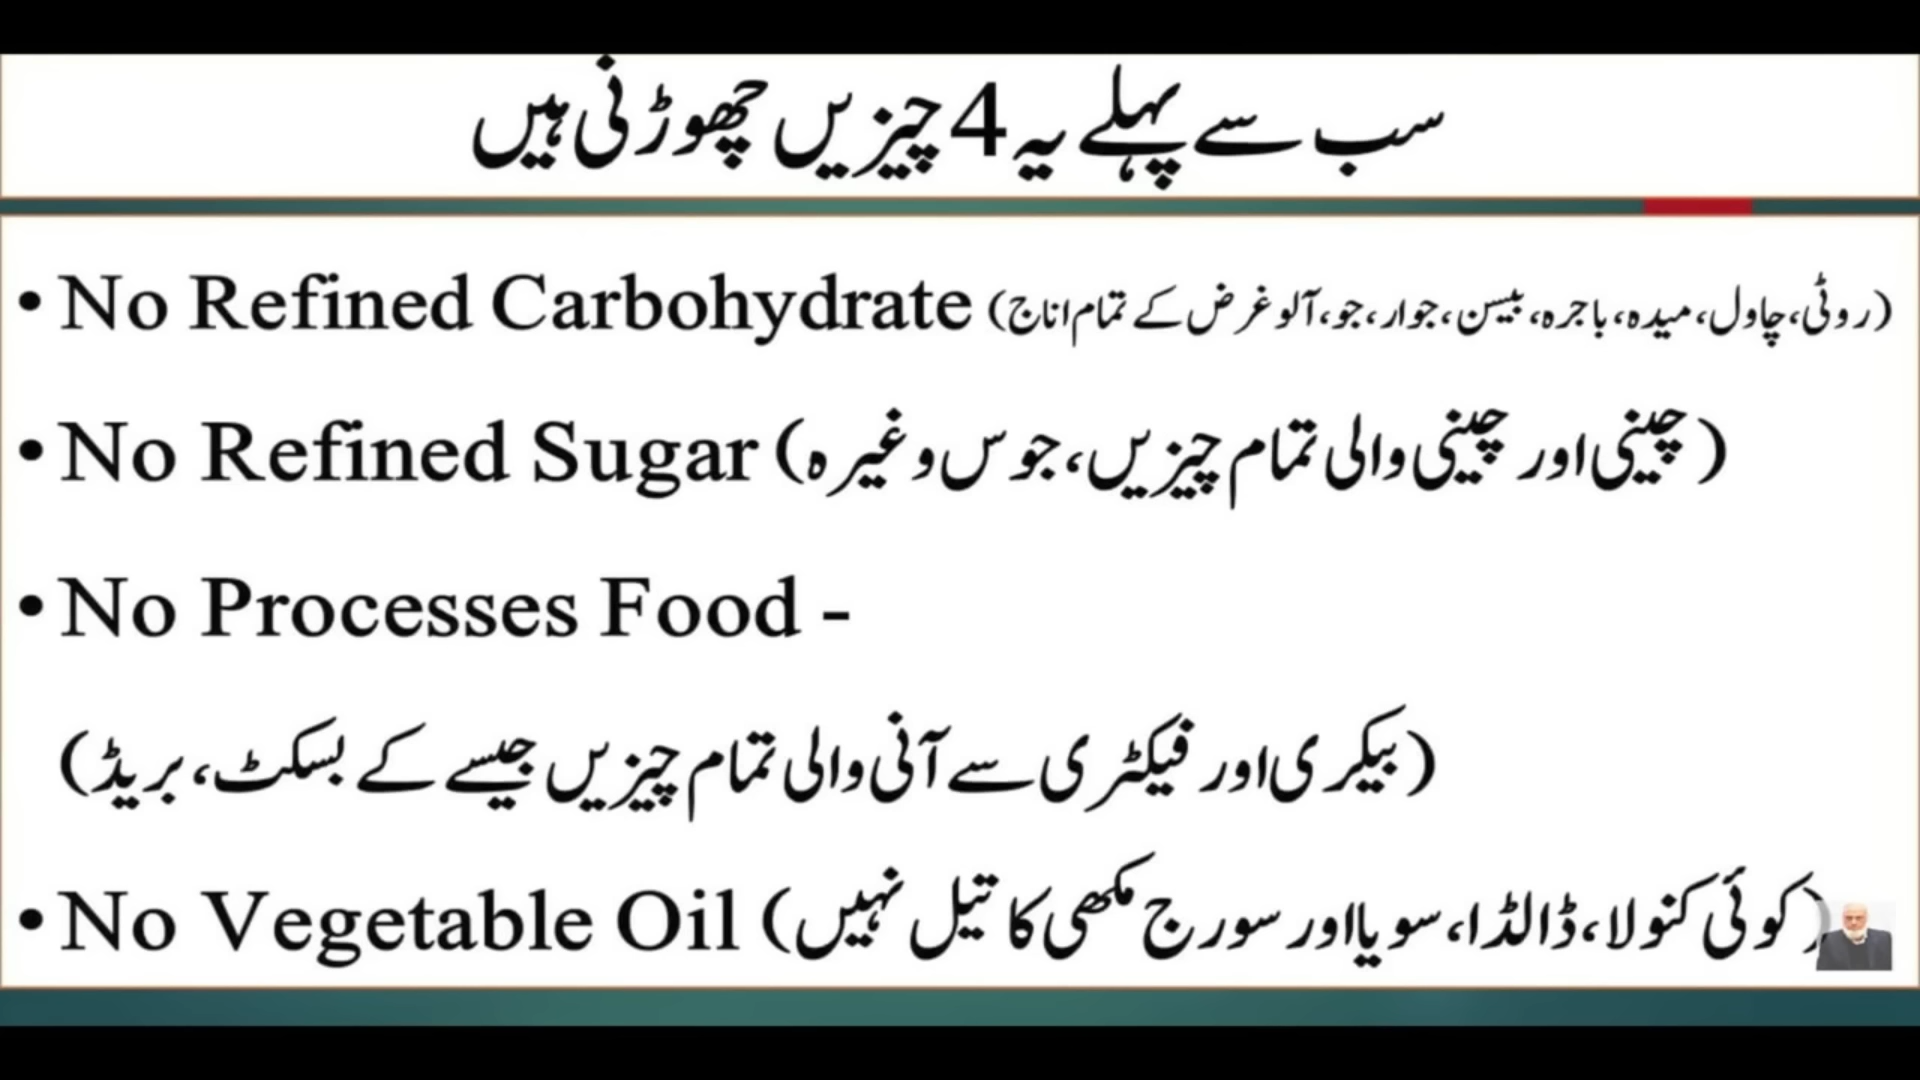 سب سے پہلے یہ 4 چیزیں چھوڑنی ہیں
• No Refined Carbohydrate (روٹی، چاول، میدہ، باجرہ، بیسن، جوار، جو، آلو غرض کے تمام اناج)
• No Refined Sugar (چینی اور چینی والی تمام چیزیں، جوس وغیرہ)
• No Processes Food -
(بیکری اور فیکٹری سے آنی والی تمام چیزیں جیسے کے بسکٹ، بریڈ)
• No Vegetable Oil (کوئی کنولا، ڈالڈا، سویا اور سورج مکھی کا تیل نہیں)